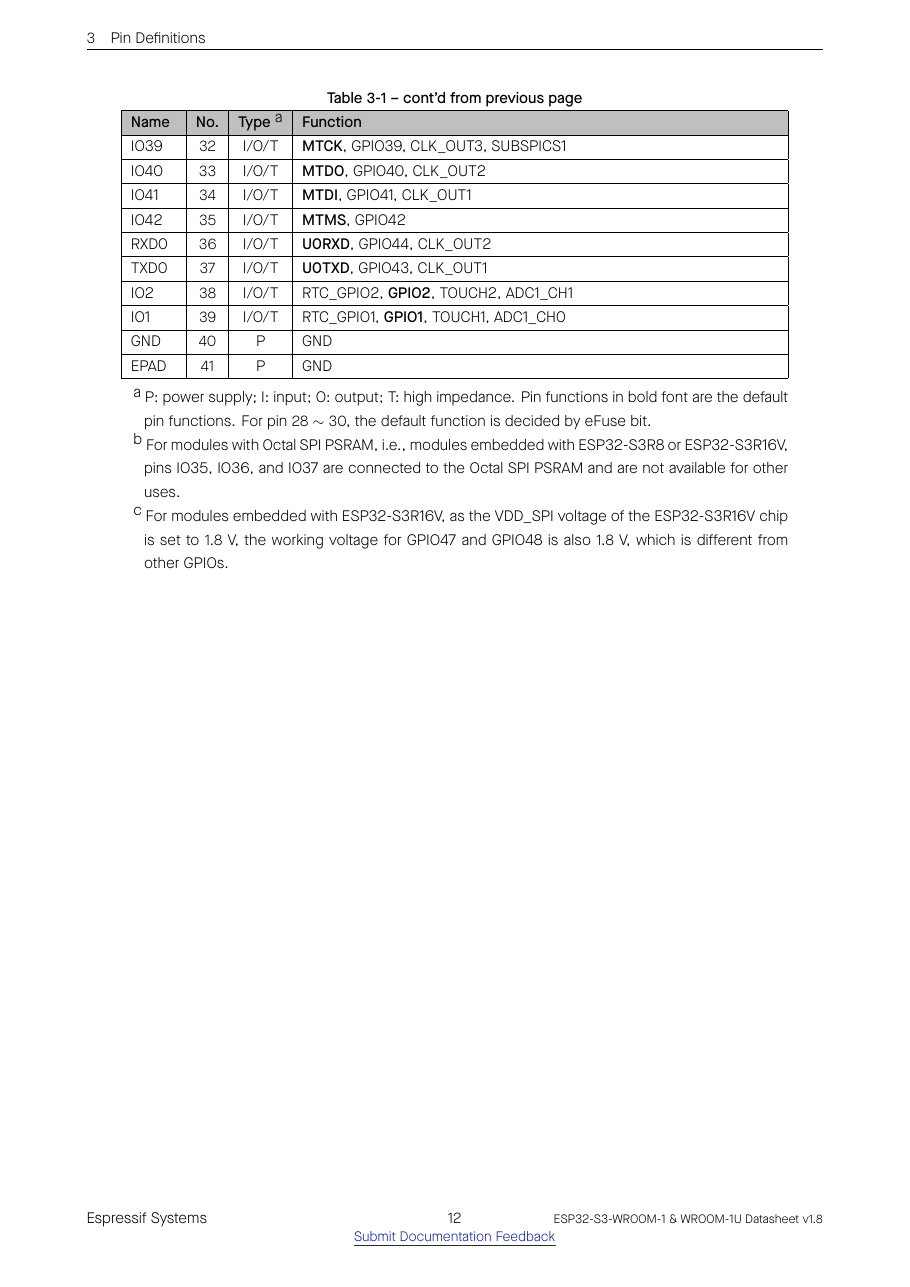 3 Pin Definitions
Table 3-1 – cont'd from previous page
Name No. Type a Function
IO39 32 I/O/T MTCK, GPIO39, CLK_OUT3, SUBSPICS1
IO40 33 I/O/T MTDO, GPIO40, CLK_OUT2
IO41 34 I/O/T MTDI, GPIO41, CLK_OUT1
IO42 35 I/O/T MTMS, GPIO42
RXD0 36 I/O/T U0RXD, GPIO44, CLK_OUT2
TXD0 37 I/O/T U0TXD, GPIO43, CLK_OUT1
IO2 38 I/O/T RTC_GPIO2, GPIO2, TOUCH2, ADC1_CH1
IO1 39 I/O/T RTC_GPIO1, GPIO1, TOUCH1, ADC1_CH0
GND 40 P GND
EPAD 41 P GND
a P: power supply; I: input; O: output; T: high impedance. Pin functions in bold font are the default
pin functions. For pin 28 ∼ 30, the default function is decided by eFuse bit.
b For modules with Octal SPI PSRAM, i.e., modules embedded with ESP32-S3R8 or ESP32-S3R16V,
pins IO35, IO36, and IO37 are connected to the Octal SPI PSRAM and are not available for other
uses.
c For modules embedded with ESP32-S3R16V, as the VDD_SPI voltage of the ESP32-S3R16V chip
is set to 1.8 V, the working voltage for GPIO47 and GPIO48 is also 1.8 V, which is different from
other GPIOs.
Espressif Systems 12 ESP32-S3-WROOM-1 & WROOM-1U Datasheet v1.8
Submit Documentation Feedback